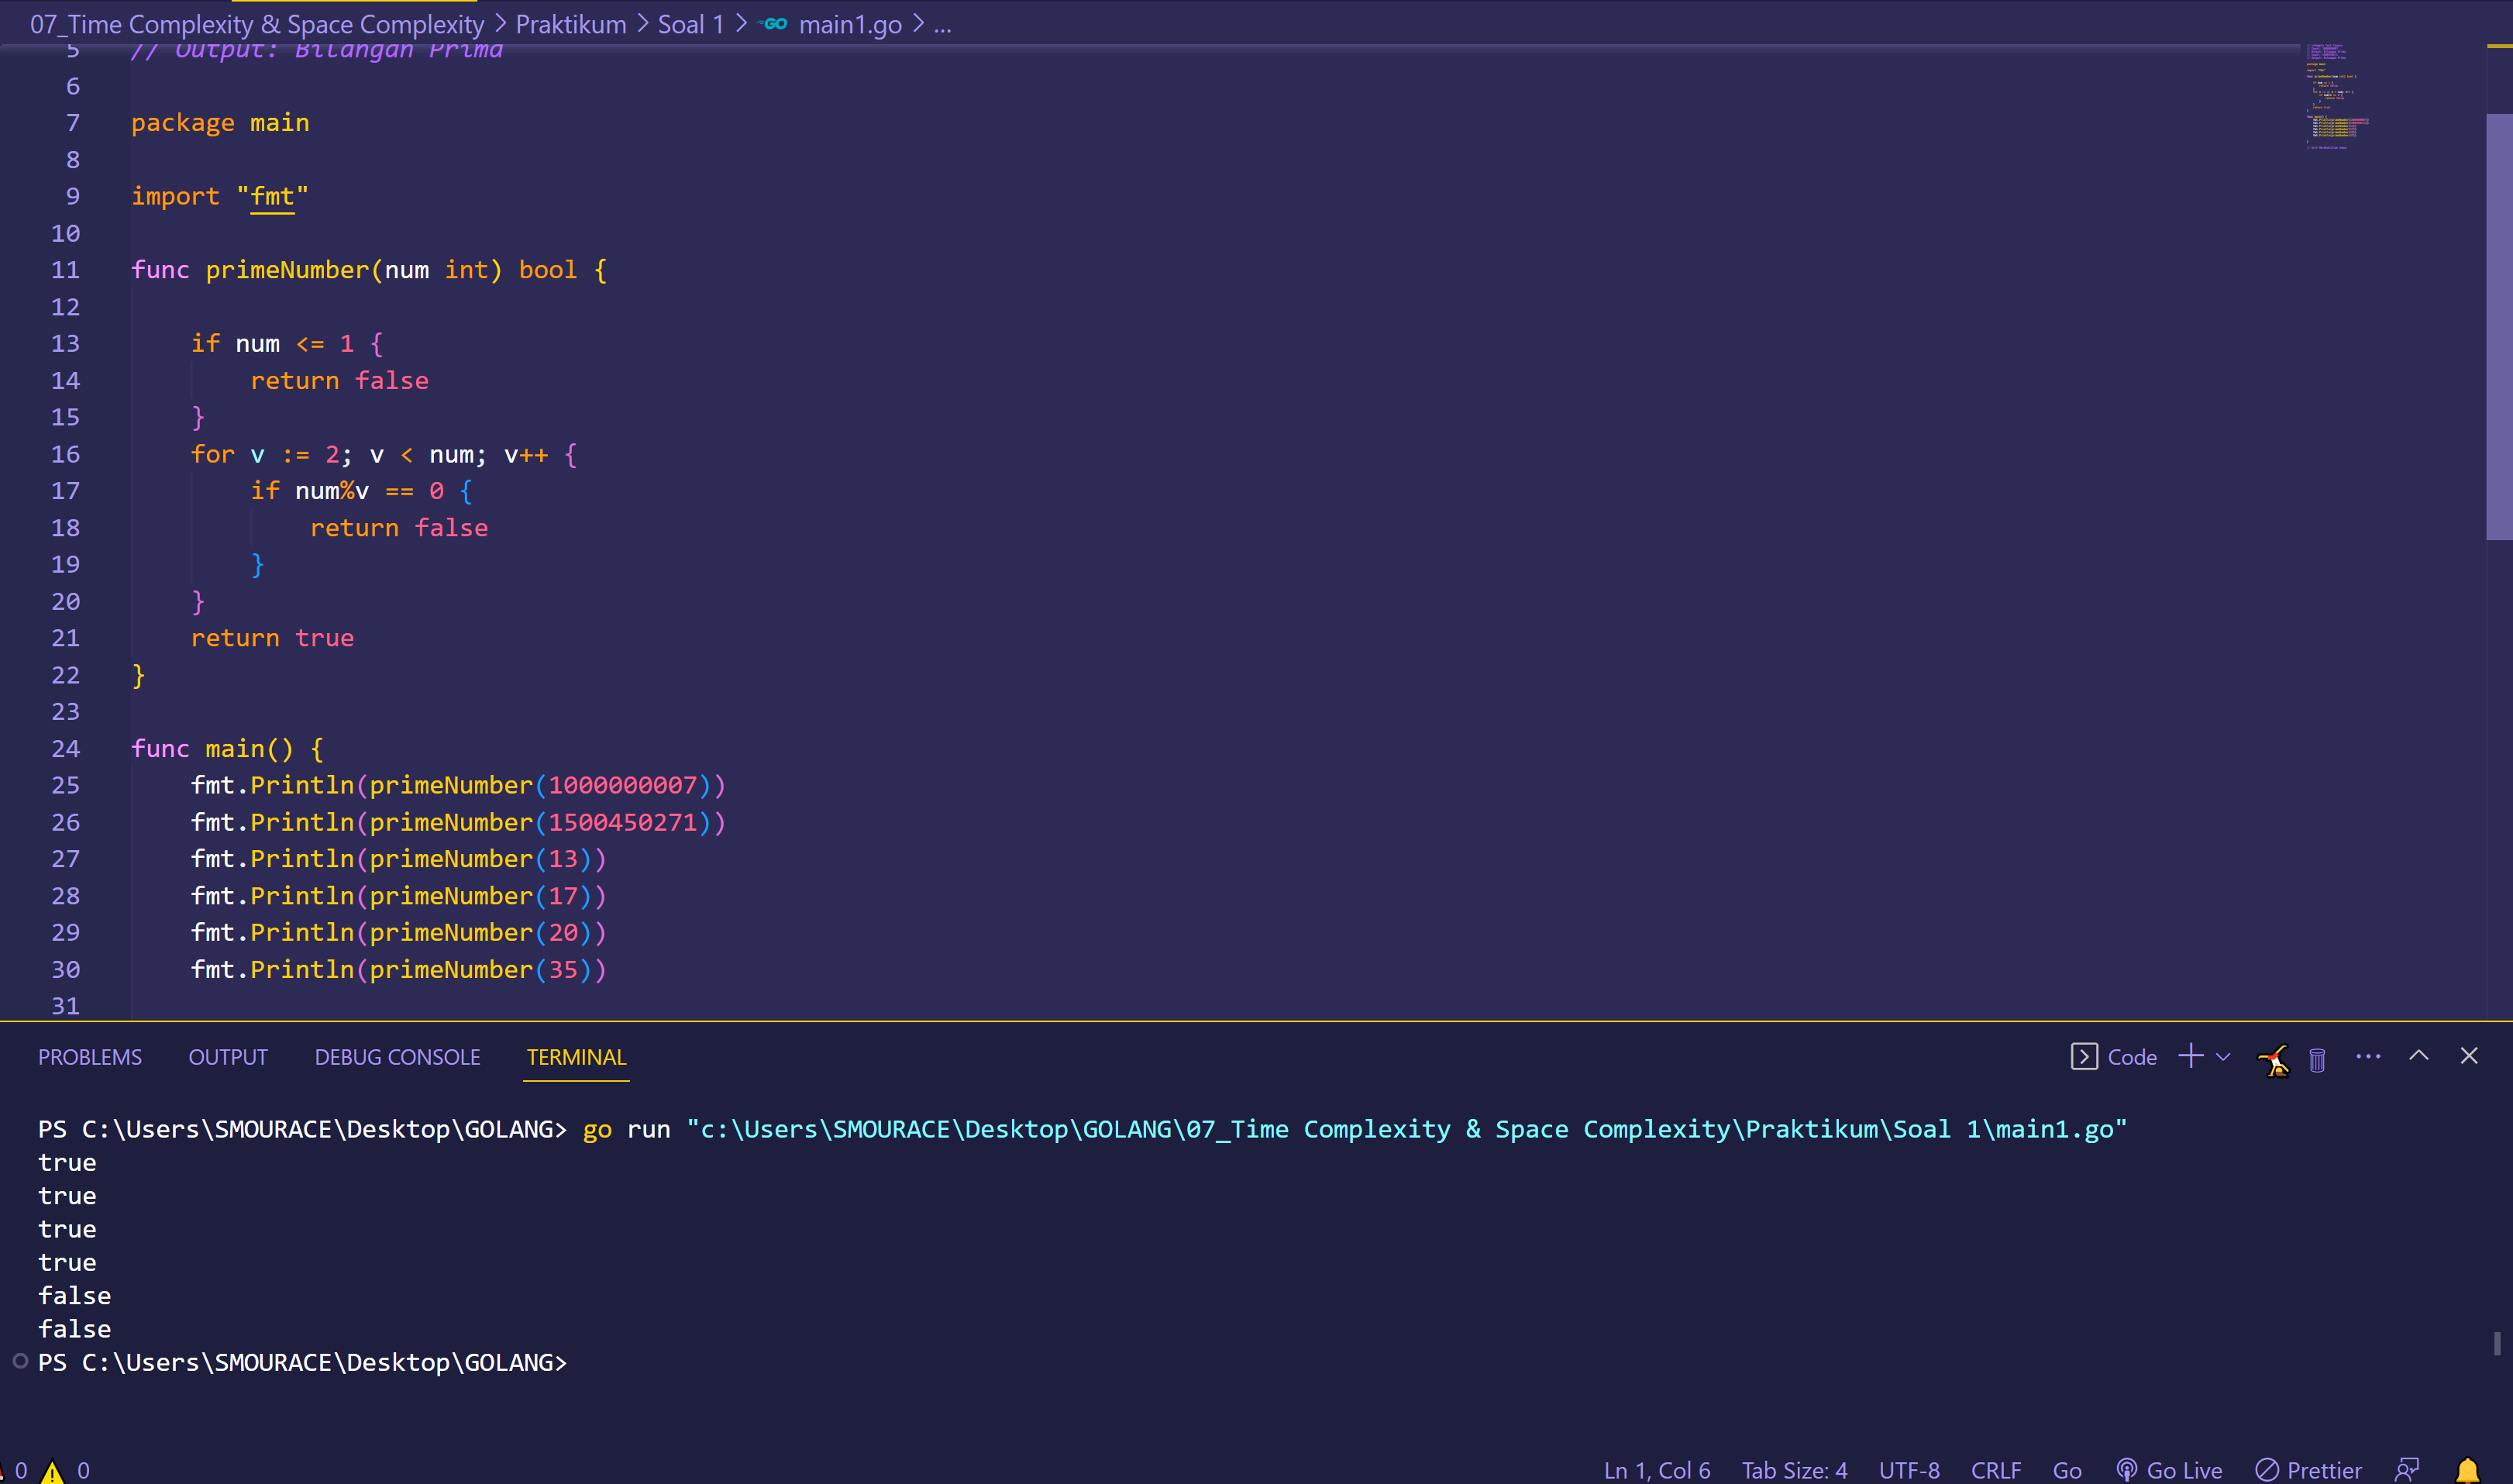 07_Time Complexity & Space Complexity > Praktikum > Soal 1 > GO main1.go > ...
5 // Output: Bilangan Prima
6
7 package main
8
9 import "fmt"
10
11 func primeNumber(num int) bool {
12
13 if num <= 1 {
14 return false
15 }
16 for v := 2; v < num; v++ {
17 if num%v == 0 {
18 return false
19 }
20 }
21 return true
22 }
23
24 func main() {
25 fmt.Println(primeNumber(1000000007))
26 fmt.Println(primeNumber(1500450271))
27 fmt.Println(primeNumber(13))
28 fmt.Println(primeNumber(17))
29 fmt.Println(primeNumber(20))
30 fmt.Println(primeNumber(35))
31
PROBLEMS OUTPUT DEBUG CONSOLE TERMINAL Code
PS C:\Users\SMOURACE\Desktop\GOLANG> go run "c:\Users\SMOURACE\Desktop\GOLANG\07_Time Complexity & Space Complexity\Praktikum\Soal 1\main1.go"
true
true
true
true
false
false
PS C:\Users\SMOURACE\Desktop\GOLANG>
0 0 Ln 1, Col 6 Tab Size: 4 UTF-8 CRLF Go Go Live Prettier